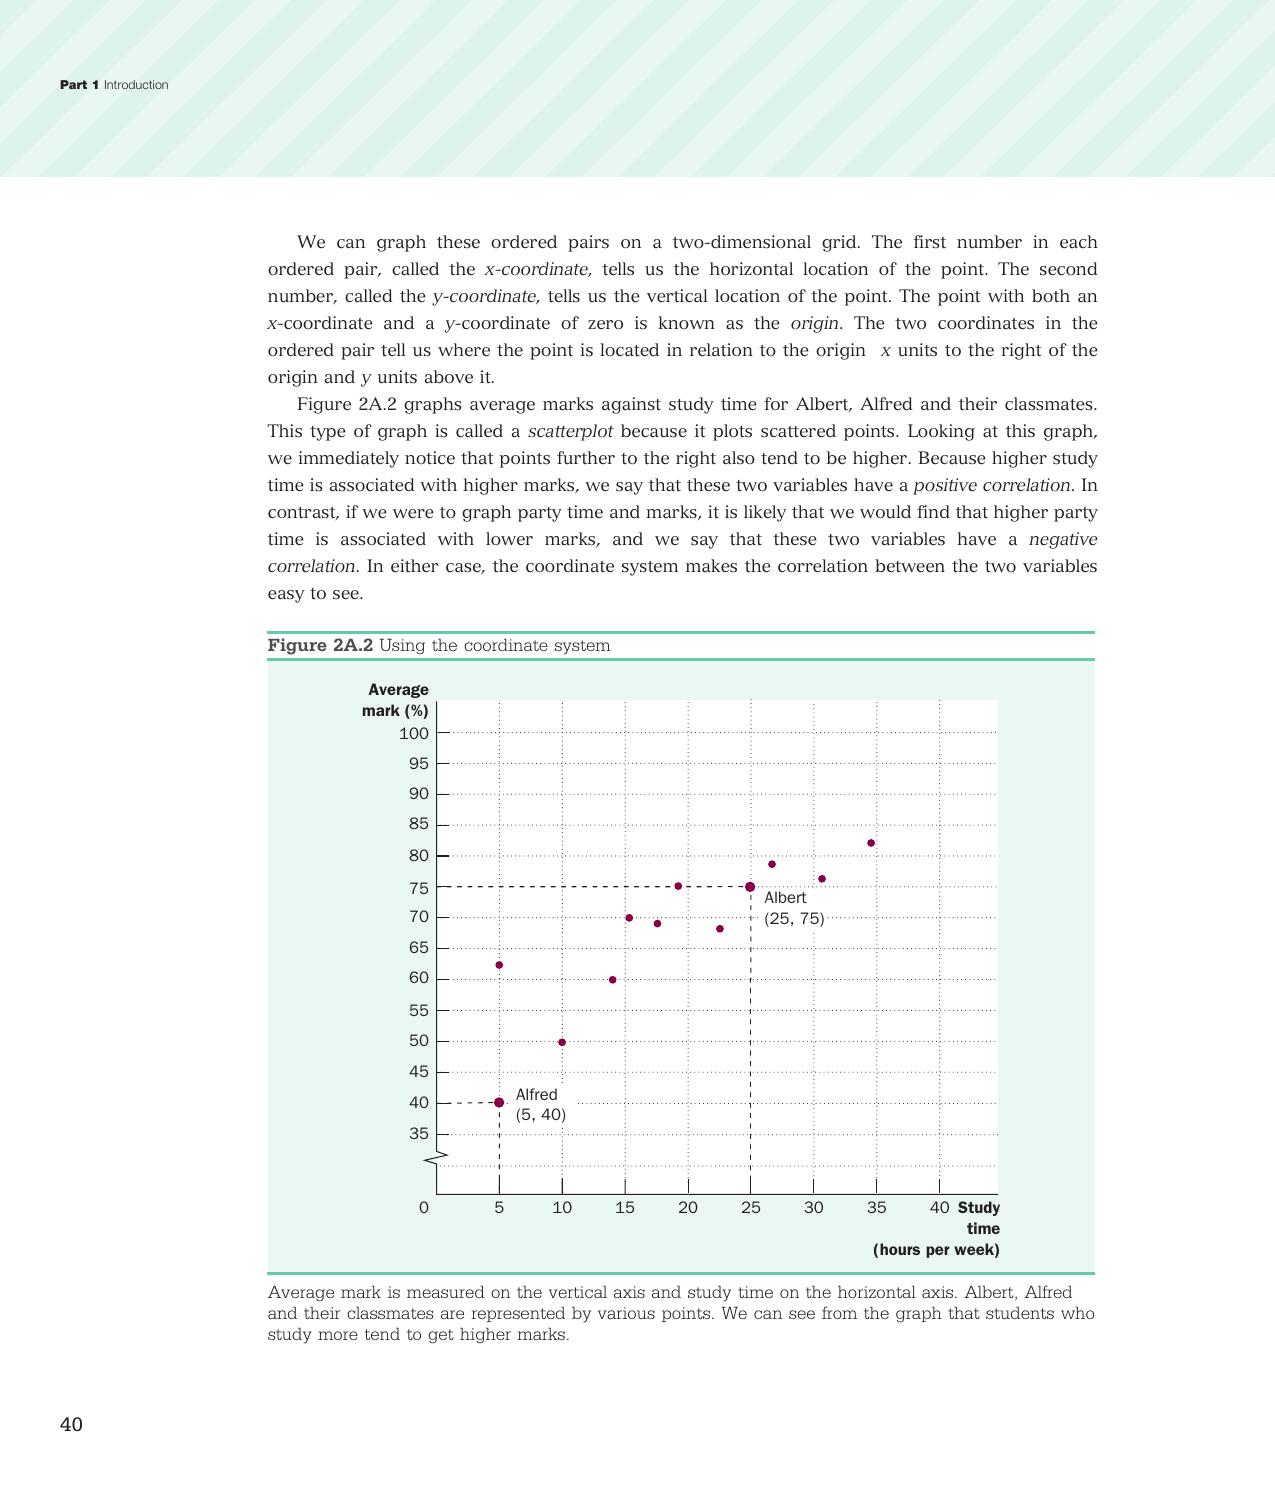 Part 1 Introduction
We can graph these ordered pairs on a two-dimensional grid. The first number in each
ordered pair, called the x-coordinate, tells us the horizontal location of the point. The second
number, called the y-coordinate, tells us the vertical location of the point. The point with both an
x-coordinate and a y-coordinate of zero is known as the origin. The two coordinates in the
ordered pair tell us where the point is located in relation to the origin x units to the right of the
origin and y units above it.
Figure 2A.2 graphs average marks against study time for Albert, Alfred and their classmates.
This type of graph is called a scatterplot because it plots scattered points. Looking at this graph,
we immediately notice that points further to the right also tend to be higher. Because higher study
time is associated with higher marks, we say that these two variables have a positive correlation. In
contrast, if we were to graph party time and marks, it is likely that we would find that higher party
time is associated with lower marks, and we say that these two variables have a negative
correlation. In either case, the coordinate system makes the correlation between the two variables
easy to see.
Figure 2A.2 Using the coordinate system
Average
mark (%)
100
95
90
85
80
75
70
65
60
55
50
45
40
35
Albert
(25, 75)
Alfred
(5, 40)
0 5 10 15 20 25 30 35 40 Study
time
(hours per week)
Average mark is measured on the vertical axis and study time on the horizontal axis. Albert, Alfred
and their classmates are represented by various points. We can see from the graph that students who
study more tend to get higher marks.
40